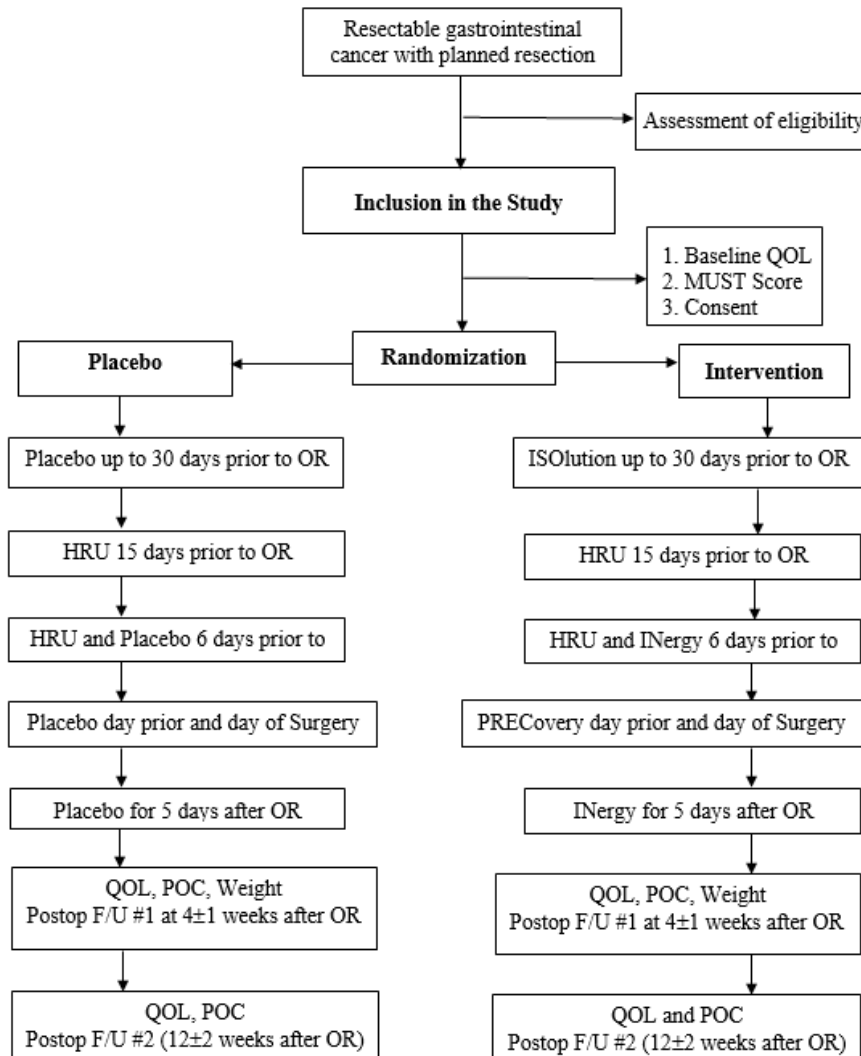 Resectable gastrointestinal
cancer with planned resection
Assessment of eligibility
Inclusion in the Study
1. Baseline QOL
2. MUST Score
3. Consent
Randomization
Placebo
Intervention
Placebo up to 30 days prior to OR
ISOlution up to 30 days prior to OR
HRU 15 days prior to OR
HRU 15 days prior to OR
HRU and Placebo 6 days prior to
HRU and INergy 6 days prior to
Placebo day prior and day of Surgery
PRECovery day prior and day of Surgery
Placebo for 5 days after OR
INergy for 5 days after OR
QOL, POC, Weight
Postop F/U #1 at 4±1 weeks after OR
QOL, POC, Weight
Postop F/U #1 at 4±1 weeks after OR
QOL, POC
Postop F/U #2 (12±2 weeks after OR)
QOL and POC
Postop F/U #2 (12±2 weeks after OR)